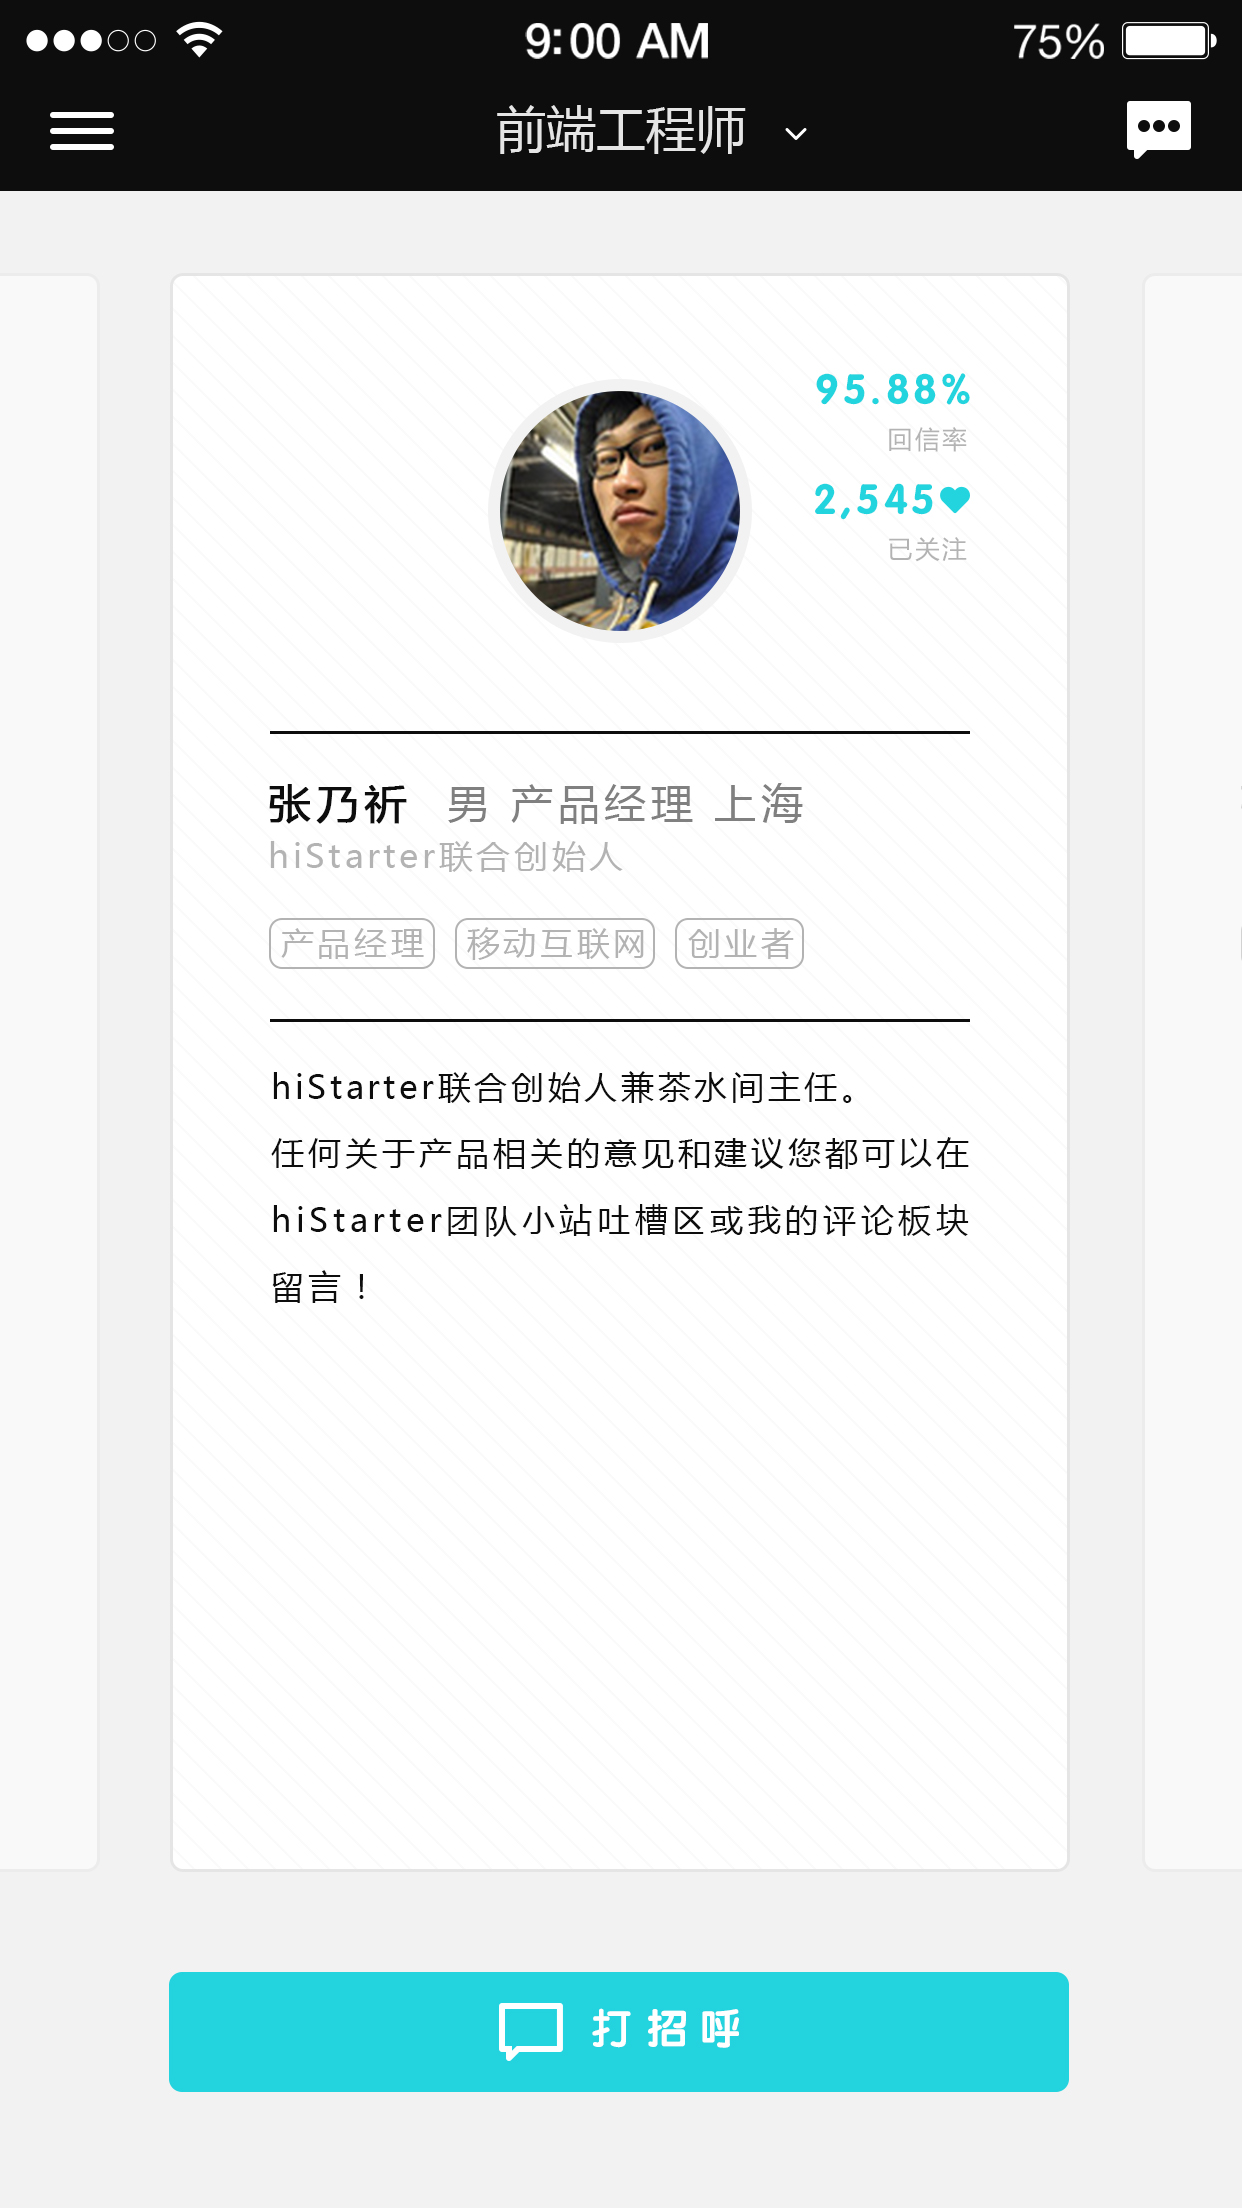 9:00 AM
75%
前端工程师
95.88%
回信率
2,545
已关注
张乃祈 男 产品经理 上海
hiStarter联合创始人
产品经理 移动互联网 创业者
hiStarter联合创始人兼茶水间主任。
任何关于产品相关的意见和建议您都可以在
hiStarter团队小站吐槽区或我的评论板块
留言！
打招呼